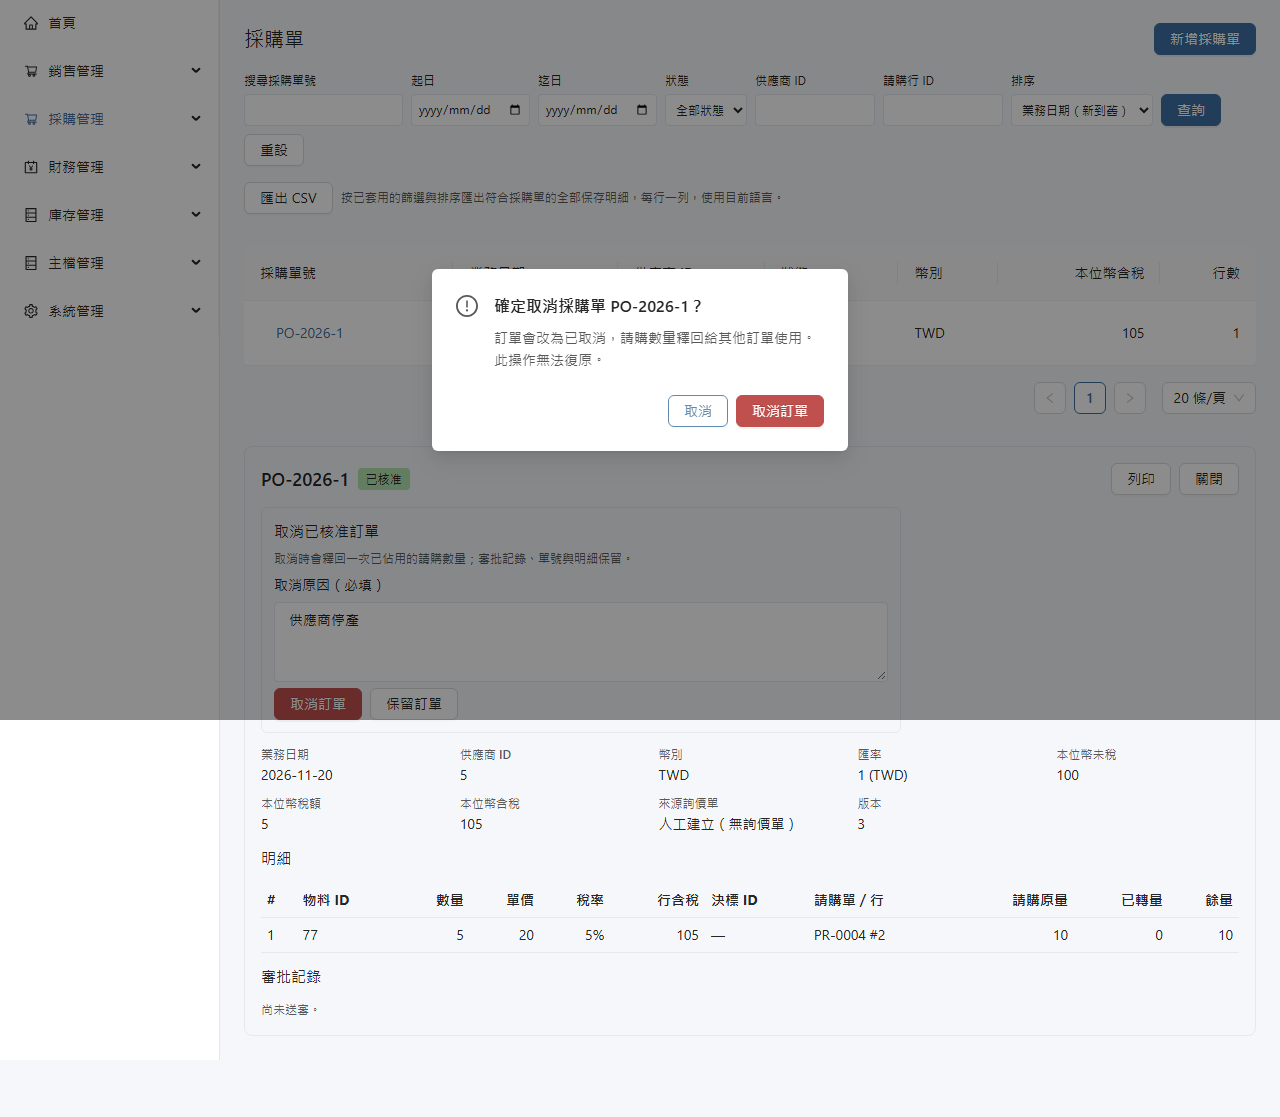 首頁
銷售管理
採購管理
財務管理
庫存管理
主檔管理
系統管理
採購單
新增採購單
搜尋採購單號
起日
迄日
狀態
供應商 ID
請購行 ID
排序
yyyy/mm/dd
yyyy/mm/dd
全部狀態
業務日期（新到舊）
查詢
重設
匯出 CSV
按已套用的篩選與排序匯出符合採購單的全部保存明細，每行一列，使用目前語言。
採購單號
幣別
本位幣含稅
行數
PO-2026-1
TWD
105
1
1
20 條/頁
確定取消採購單 PO-2026-1？
訂單會改為已取消，請購數量釋回給其他訂單使用。
此操作無法復原。
取消
取消訂單
PO-2026-1
已核准
列印
關閉
取消已核准訂單
取消時會釋回一次已佔用的請購數量；審批記錄、單號與明細保留。
取消原因（必填）
供應商停產
取消訂單
保留訂單
業務日期
供應商 ID
幣別
匯率
本位幣未稅
2026-11-20
5
TWD
1 (TWD)
100
本位幣稅額
本位幣含稅
來源詢價單
版本
5
105
人工建立（無詢價單）
3
明細
# 物料 ID 數量 單價 稅率 行含稅 決標 ID 請購單 / 行 請購原量 已轉量 餘量
1 77 5 20 5% 105 — PR-0004 #2 10 0 10
審批記錄
尚未送審。